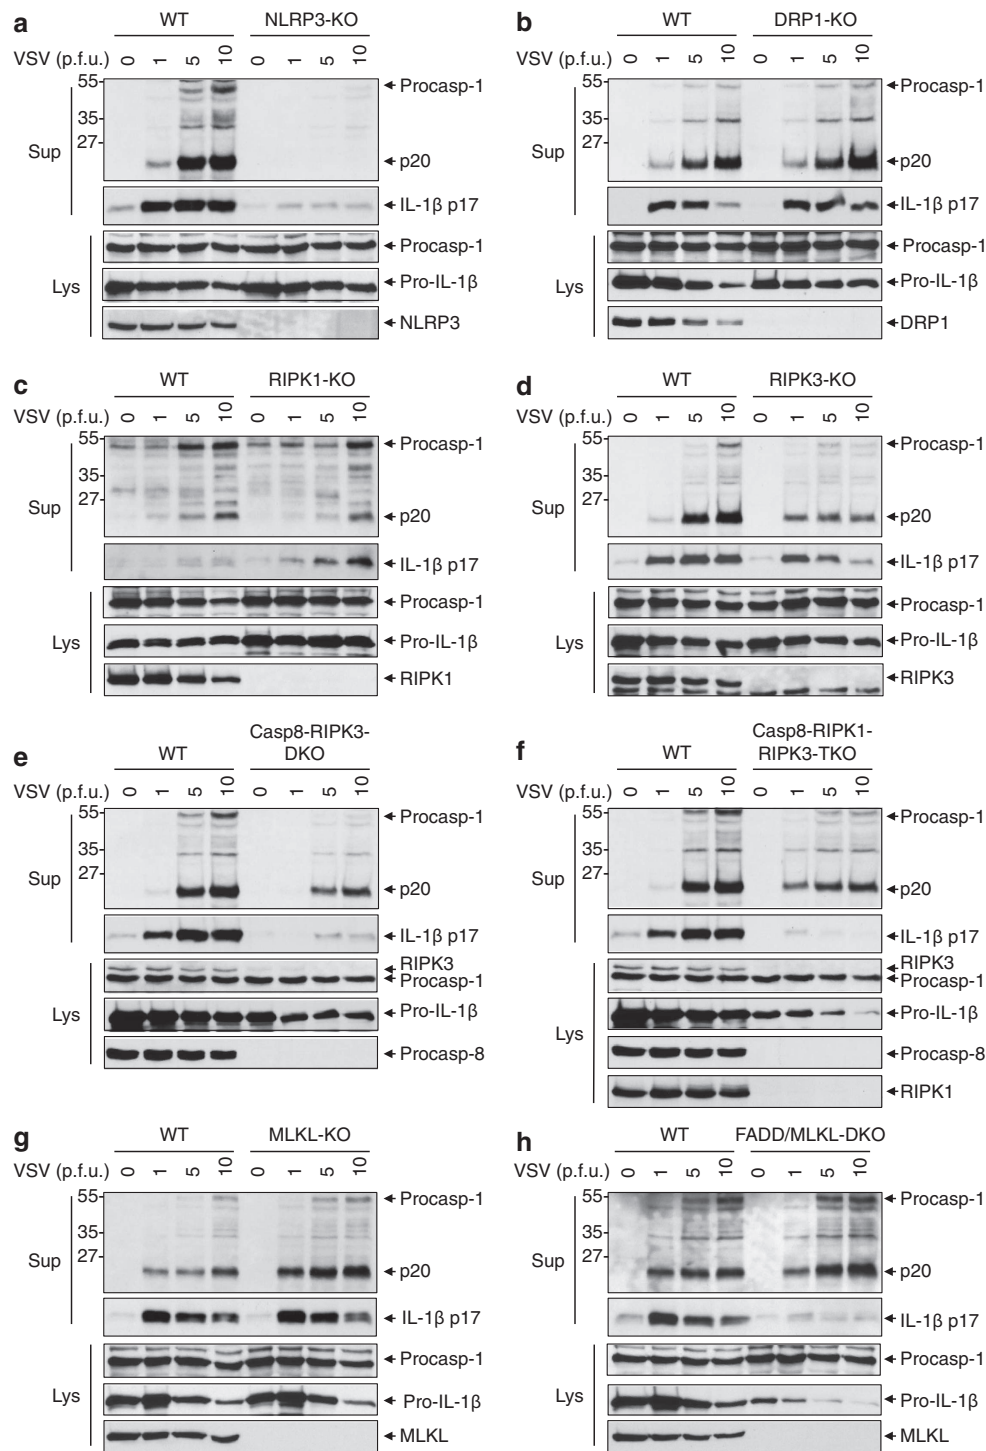 a
WT NLRP3-KO
VSV (p.f.u.) 0 1 5 10 0 1 5 10
55
35
27
Sup
Procasp-1
p20
IL-1β p17
Lys
Procasp-1
Pro-IL-1β
NLRP3
b
WT DRP1-KO
VSV (p.f.u.) 0 1 5 10 0 1 5 10
55
35
27
Sup
Procasp-1
p20
IL-1β p17
Lys
Procasp-1
Pro-IL-1β
DRP1
c
WT RIPK1-KO
VSV (p.f.u.) 0 1 5 10 0 1 5 10
55
35
27
Sup
Procasp-1
p20
IL-1β p17
Lys
Procasp-1
Pro-IL-1β
RIPK1
d
WT RIPK3-KO
VSV (p.f.u.) 0 1 5 10 0 1 5 10
55
35
27
Sup
Procasp-1
p20
IL-1β p17
Lys
Procasp-1
Pro-IL-1β
RIPK3
e
WT
Casp8-RIPK3-
DKO
VSV (p.f.u.) 0 1 5 10 0 1 5 10
55
35
27
Sup
Procasp-1
p20
IL-1β p17
Lys
RIPK3
Procasp-1
Pro-IL-1β
Procasp-8
f
WT
Casp8-RIPK1-
RIPK3-TKO
VSV (p.f.u.) 0 1 5 10 0 1 5 10
55
35
27
Sup
Procasp-1
p20
IL-1β p17
Lys
RIPK3
Procasp-1
Pro-IL-1β
Procasp-8
RIPK1
g
WT MLKL-KO
VSV (p.f.u.) 0 1 5 10 0 1 5 10
55
35
27
Sup
Procasp-1
p20
IL-1β p17
Lys
Procasp-1
Pro-IL-1β
MLKL
h
WT FADD/MLKL-DKO
VSV (p.f.u.) 0 1 5 10 0 1 5 10
55
35
27
Sup
Procasp-1
p20
IL-1β p17
Lys
Procasp-1
Pro-IL-1β
MLKL